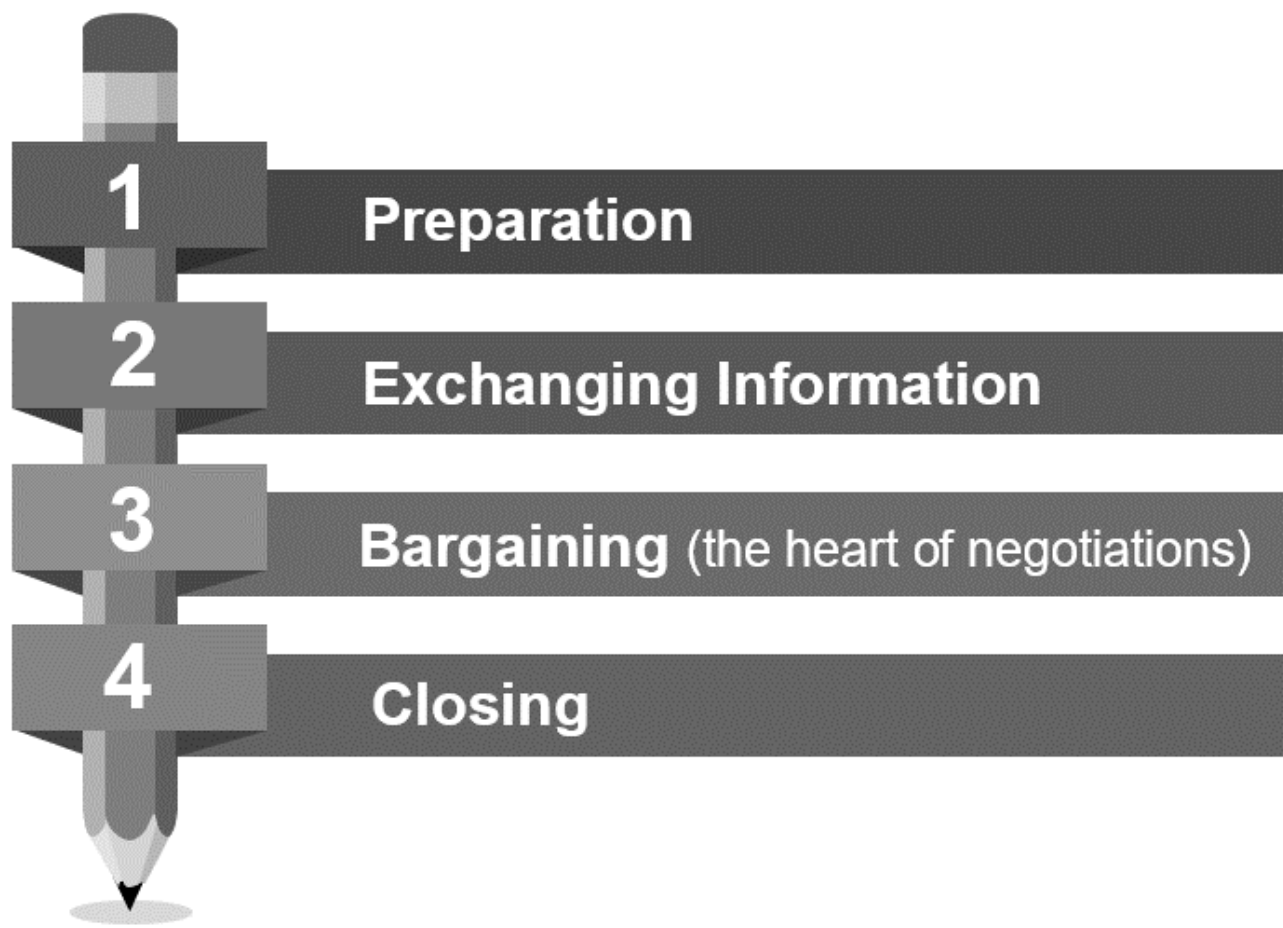 1 Preparation
2 Exchanging Information
3 Bargaining (the heart of negotiations)
4 Closing